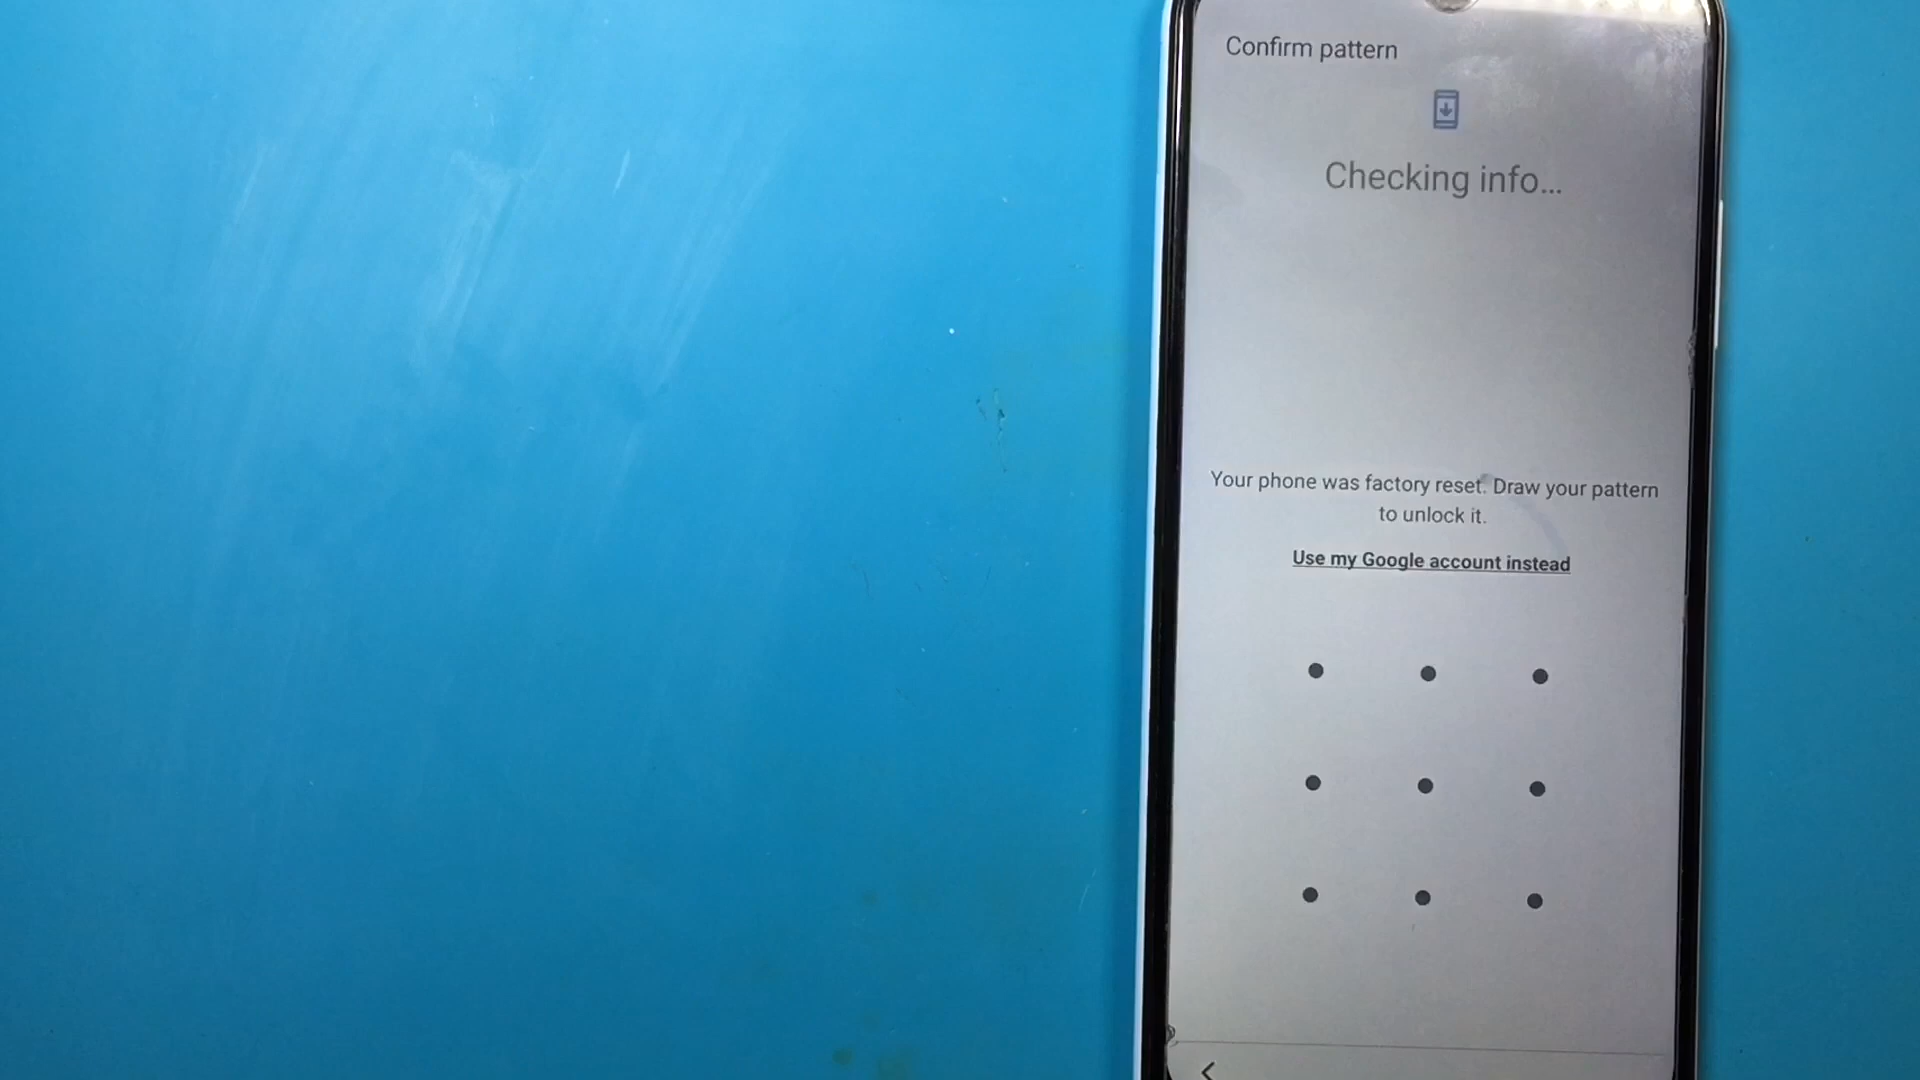 Confirm pattern
Checking info...
Your phone was factory reset. Draw your pattern
to unlock it.
Use my Google account instead